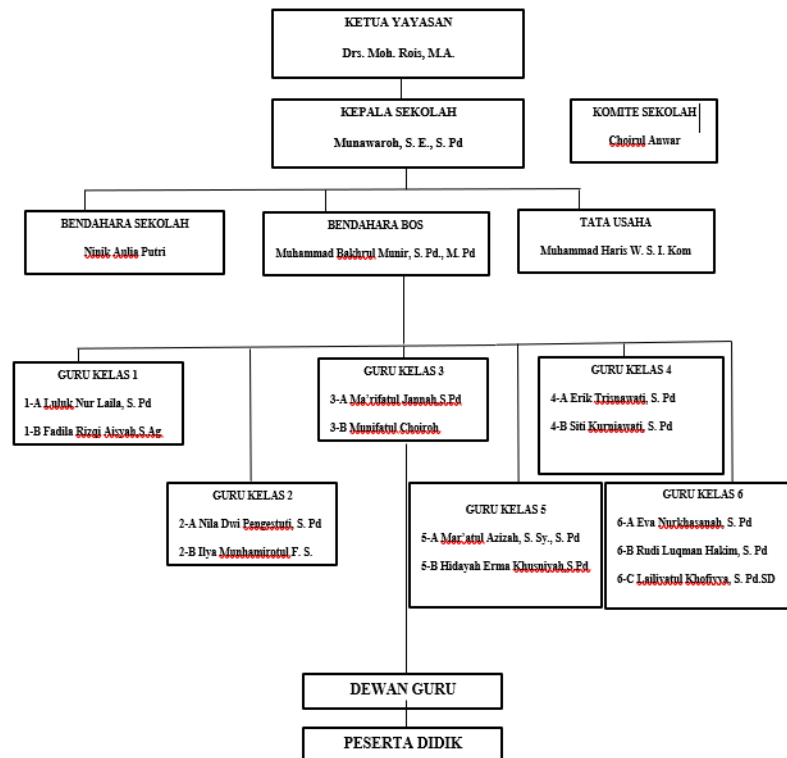 KETUA YAYASAN
Drs. Moh. Rois, M.A.
KEPALA SEKOLAH
Munawaroh, S. E., S. Pd
KOMITE SEKOLAH
Choirul Anwar
BENDAHARA SEKOLAH
Ninik Aulia Putri
BENDAHARA BOS
Muhammad Bakhrul Munir, S. Pd., M. Pd
TATA USAHA
Muhammad Haris W. S. I. Kom
GURU KELAS 1
1-A Luluk Nur Laila, S. Pd
1-B Fadila Rizqi Aisyah,S.Ag.
GURU KELAS 2
2-A Nila Dwi Pengestuti, S. Pd
2-B Ilya Munhamirotul F. S.
GURU KELAS 3
3-A Ma'rifatul Jannah,S.Pd
3-B Munifatul Choiroh
GURU KELAS 4
4-A Erik Trisnawati, S. Pd
4-B Siti Kurniawati, S. Pd
GURU KELAS 5
5-A Mar'atul Azizah, S. Sy., S. Pd
5-B Hidayah Erma Khusniyah,S.Pd.
GURU KELAS 6
6-A Eva Nurkhasanah, S. Pd
6-B Rudi Luqman Hakim, S. Pd
6-C Lailiyatul Khofiyya, S. Pd.SD
DEWAN GURU
PESERTA DIDIK